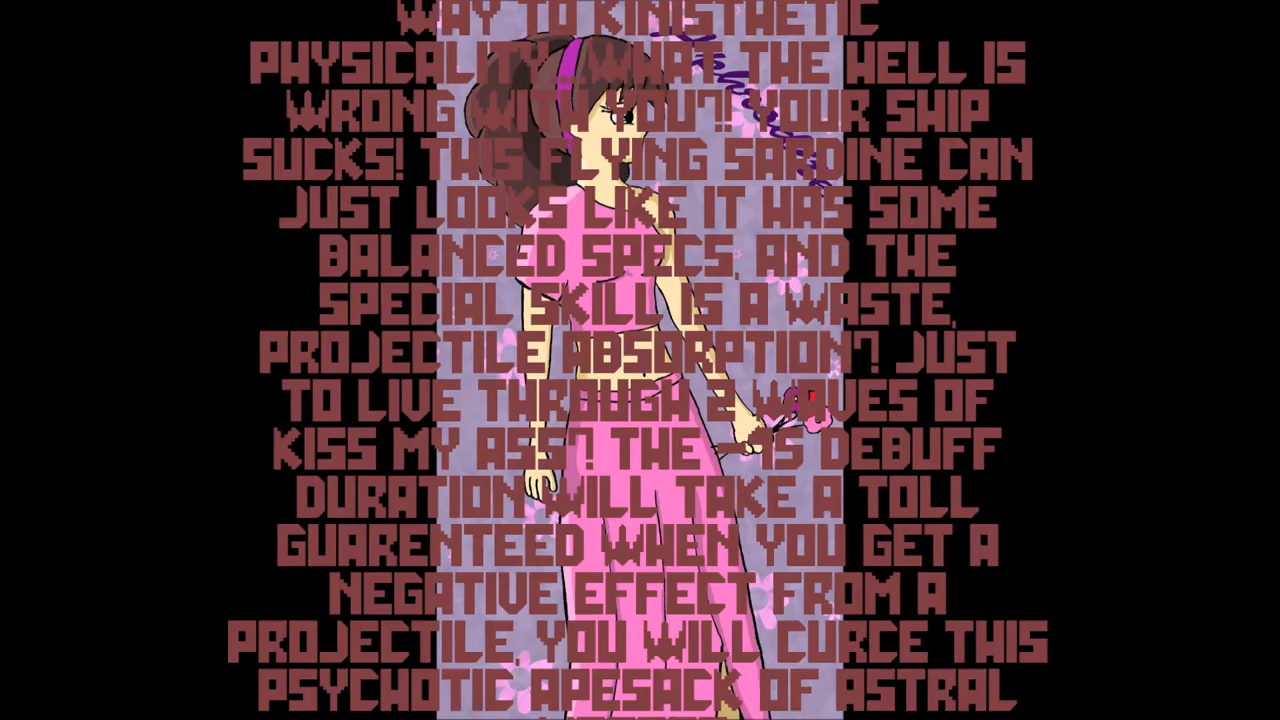 WAY TO KINISTHETIC
PHYSICALITY...WHAT THE HELL IS
WRONG WITH YOU?! YOUR SHIP
SUCKS! THIS FLYING SARDINE CAN
JUST LOOKS LIKE IT HAS SOME
BALANCED SPECS, AND THE
SPECIAL SKILL IS A WASTE,
PROJECTILE ABSORPTION? JUST
TO LIVE THROUGH 2 WAVES OF
KISS MY ASS? THE -15 DEBUFF
DURATION WILL TAKE A TOLL
GUARENTEED WHEN YOU GET A
NEGATIVE EFFECT FROM A
PROJECTILE, YOU WILL CURCE THIS
PSYCHOTIC APESACK OF ASTRAL